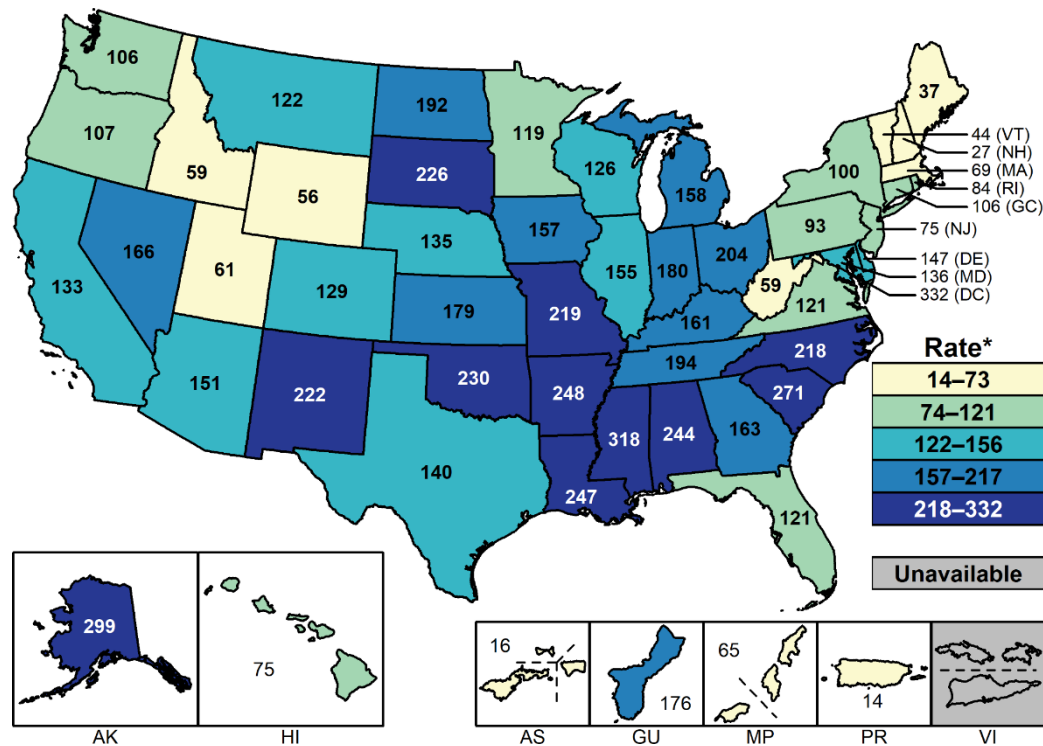 106
122
192
119
37
107
59
56
226
126
158
100
44 (VT)
27 (NH)
69 (MA)
84 (RI)
106 (GC)
75 (NJ)
147 (DE)
136 (MD)
332 (DC)
133
166
61
129
135
157
155
180
204
93
59
121
179
219
161
151
222
230
248
194
218
271
140
247
318
244
163
121
Rate*
14–73
74–121
122–156
157–217
218–332
Unavailable
299
75
16
176
65
14
AK
HI
AS
GU
MP
PR
VI